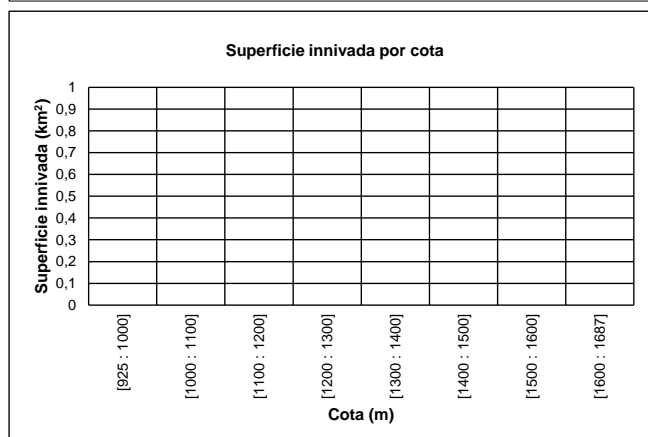 Superficie innivada por cota
Superficie innivada (km²)
1
0,9
0,8
0,7
0,6
0,5
0,4
0,3
0,2
0,1
0
[925 : 1000]
[1000 : 1100]
[1100 : 1200]
[1200 : 1300]
[1300 : 1400]
[1400 : 1500]
[1500 : 1600]
[1600 : 1687]
Cota (m)